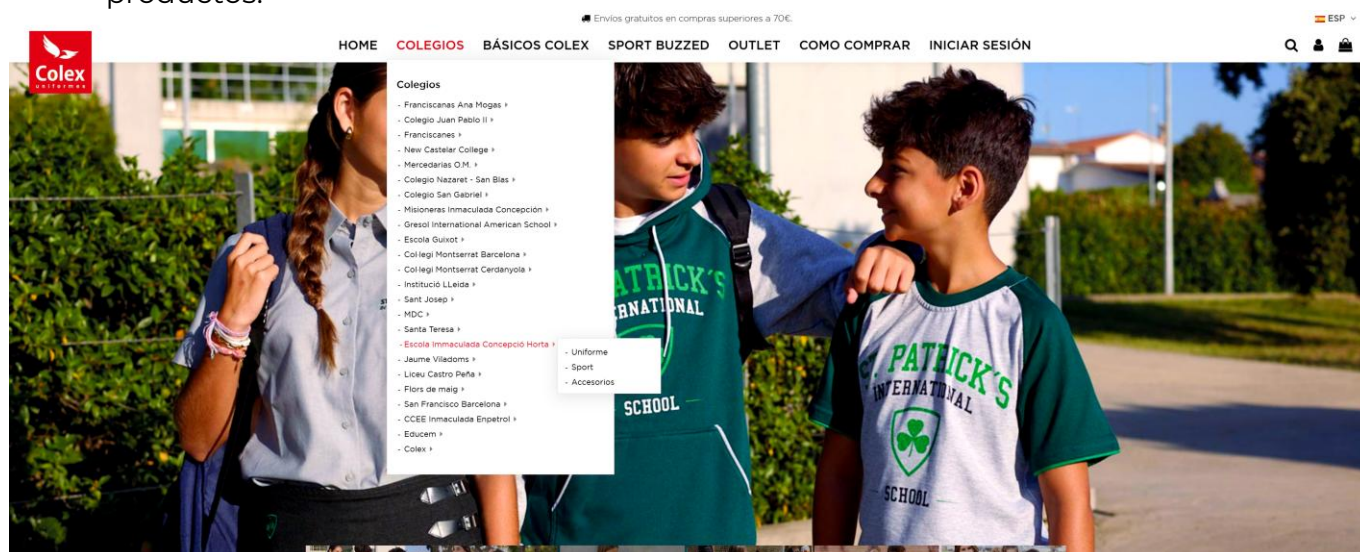 productos.
Envíos gratuitos en compras superiores a 70€.
ESP
HOME COLEGIOS BÁSICOS COLEX SPORT BUZZED OUTLET COMO COMPRAR INICIAR SESIÓN
Colex
uniformes
Colegios
- Franciscanas Ana Mogas
- Colegio Juan Pablo II
- Franciscanes
- New Castelar College
- Mercedarias O.M.
- Colegio Nazaret - San Blas
- Colegio San Gabriel
- Misioneras Inmaculada Concepción
- Gresol International American School
- Escola Guixot
- Col·legi Montserrat Barcelona
- Col·legi Montserrat Cerdanyola
- Institució LLeida
- Sant Josep
- MDC
- Santa Teresa
- Escola Immaculada Concepció Horta
- Uniforme
- Sport
- Accesorios
- Jaume Viladoms
- Liceu Castro Peña
- Flors de maig
- San Francisco Barcelona
- CCEE Inmaculada Enpetrol
- Educem
- Colex
ATRICK'S
ERNATIONAL
SCHOOL
PATRICK'S
INTERNATIONAL
SCHOOL